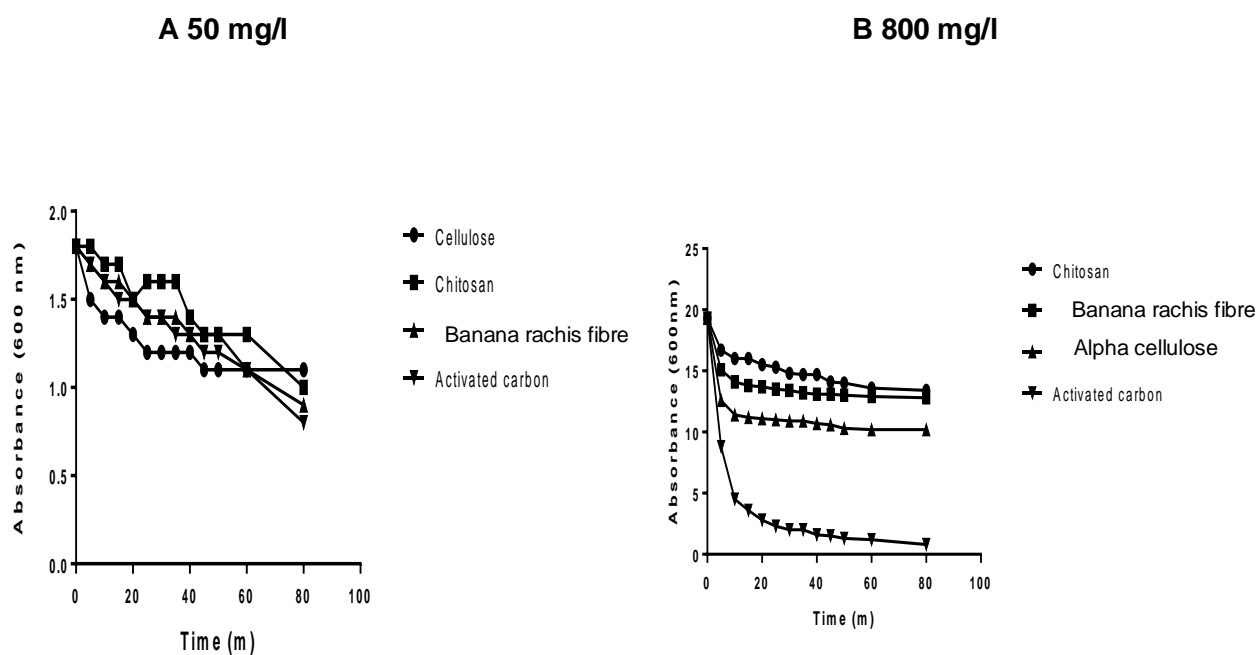 A 50 mg/l
B 800 mg/l
Absorbance (600 nm)
2.0
1.5
1.0
0.5
0.0
0 20 40 60 80 100
Time (m)
Cellulose
Chitosan
Banana rachis fibre
Activated carbon
Absorbance (600nm)
25
20
15
10
5
0
0 20 40 60 80 100
Time (m)
Chitosan
Banana rachis fibre
Alpha cellulose
Activated carbon